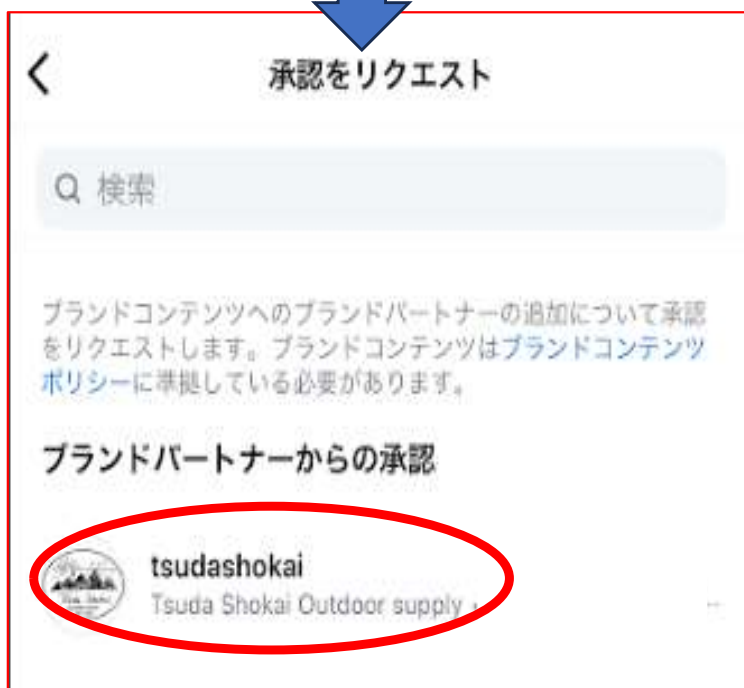 承認をリクエスト
検索
ブランドコンテンツへのブランドパートナーの追加について承認
をリクエストします。ブランドコンテンツはブランドコンテンツ
ポリシーに準拠している必要があります。
ブランドパートナーからの承認
tsudashokai
Tsuda Shokai Outdoor supply